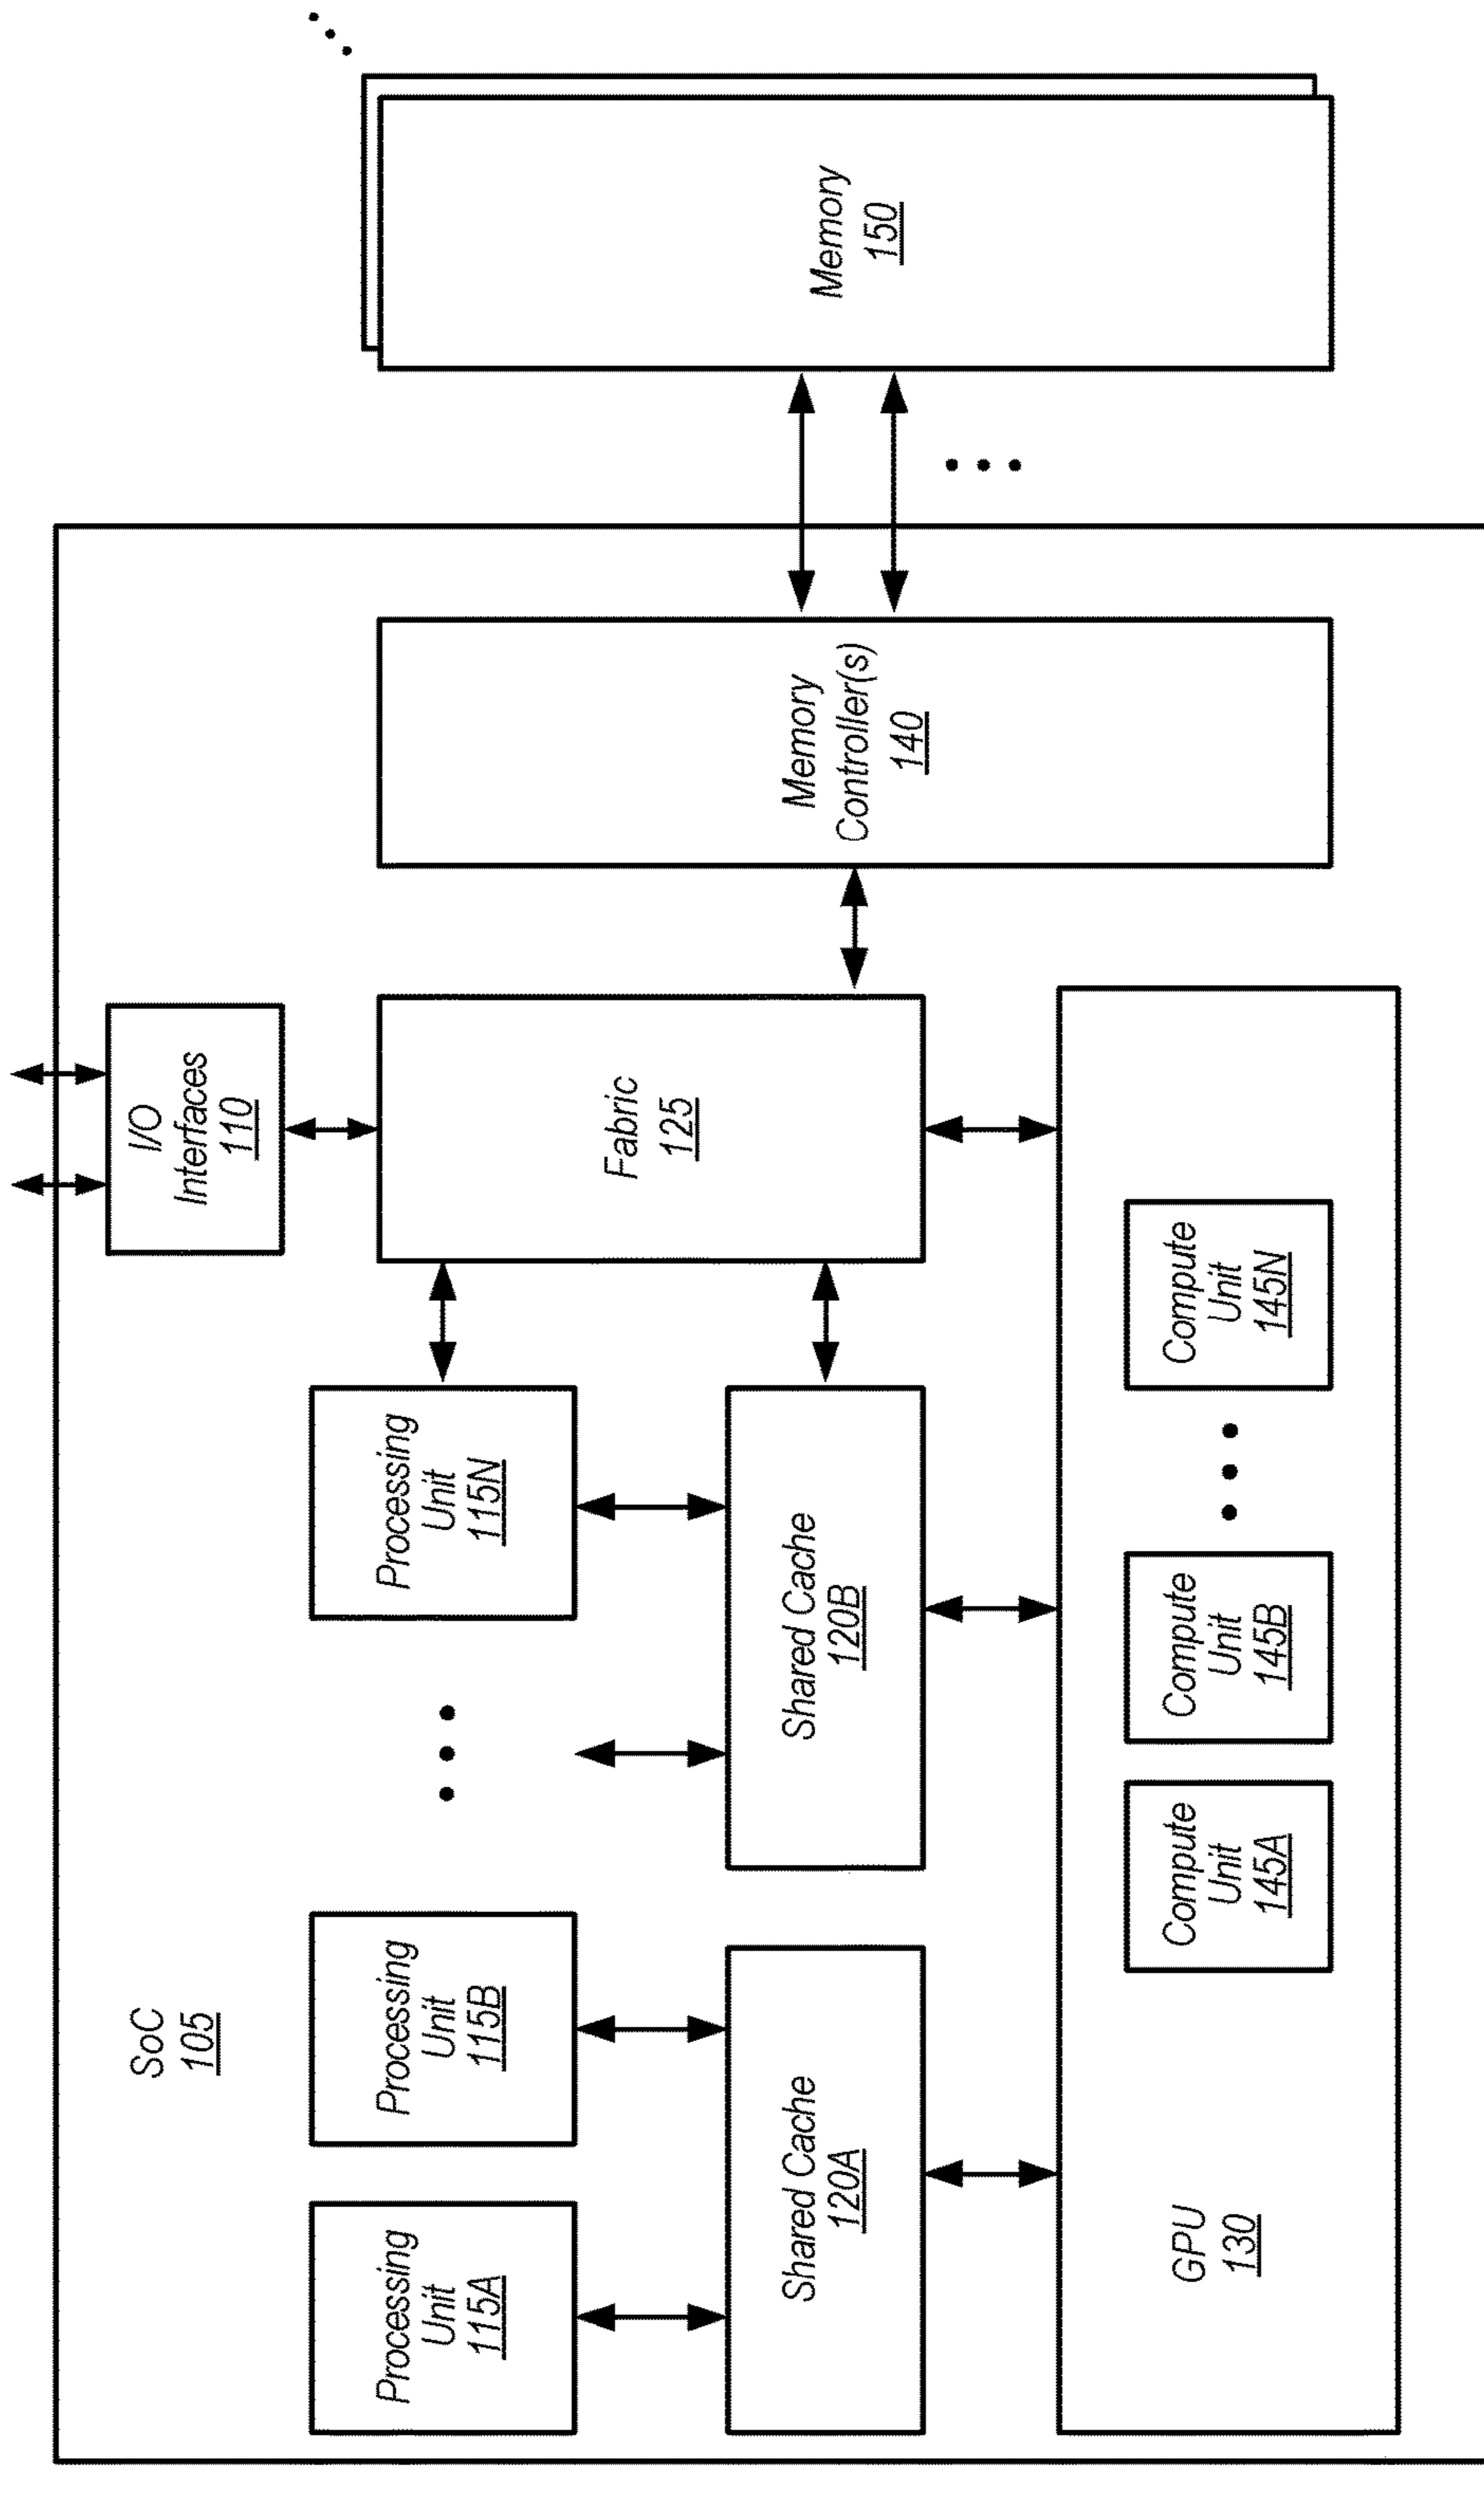 SoC
105
I/O
Interfaces
110
Processing
Unit
115A
Processing
Unit
115B
Processing
Unit
115N
Fabric
125
Memory
Controller(s)
140
Memory
150
Shared Cache
120A
Shared Cache
120B
GPU
130
Compute
Unit
145A
Compute
Unit
145B
Compute
Unit
145N